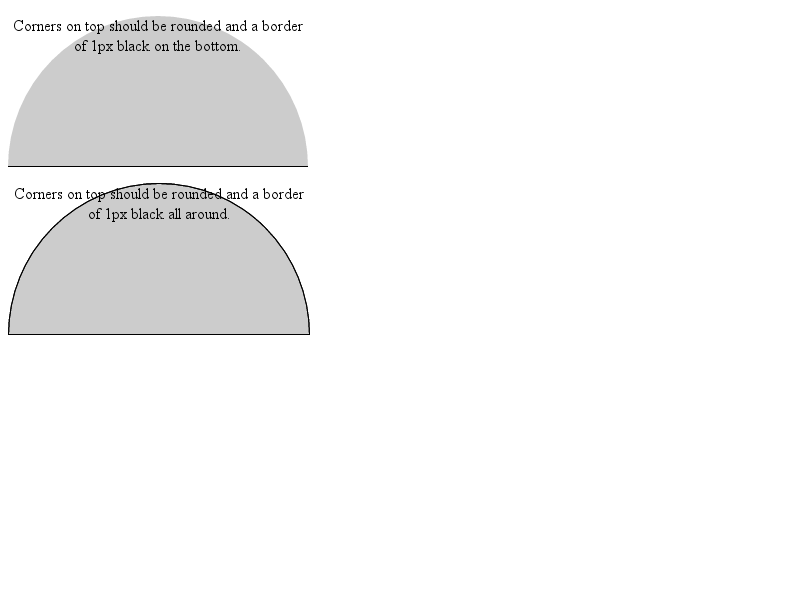 Corners on top should be rounded and a border
of 1px black on the bottom.
Corners on top should be rounded and a border
of 1px black all around.